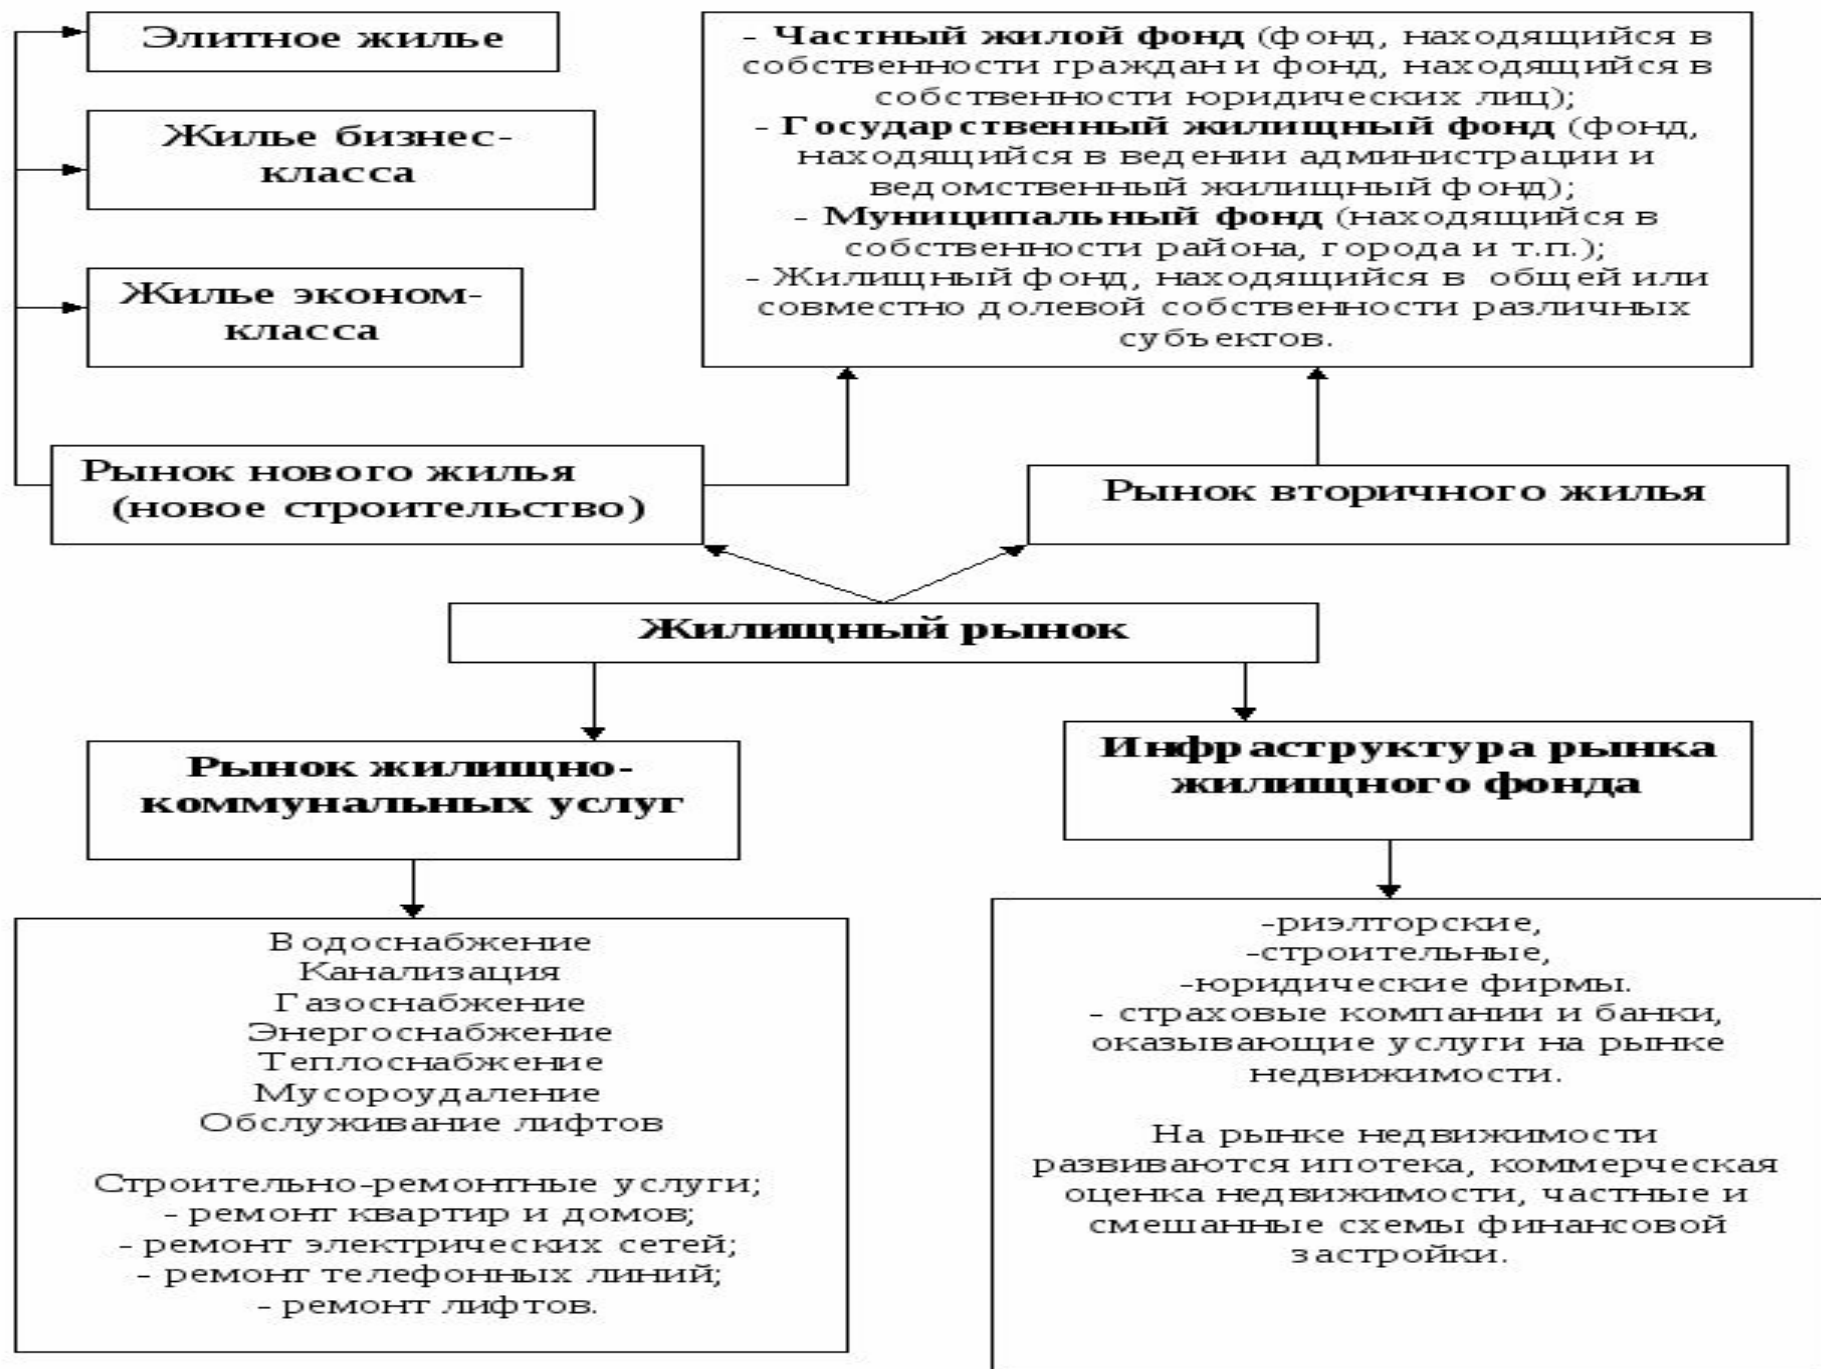 Элитное жилье
Жилье бизнес-
класса
Жилье эконом-
класса
- Частный жилой фонд (фонд, находящийся в
собственности граждан и фонд, находящийся в
собственности юридических лиц);
- Государственный жилищный фонд (фонд,
находящийся в ведении администрации и
ведомственный жилищный фонд);
- Муниципальный фонд (находящийся в
собственности района, города и т.п.);
- Жилищный фонд, находящийся в общей или
совместно долевой собственности различных
субъектов.
Рынок нового жилья
(новое строительство)
Рынок вторичного жилья
Жилищный рынок
Рынок жилищно-
коммунальных услуг
Инфраструктура рынка
жилищного фонда
Водоснабжение
Канализация
Газоснабжение
Энергоснабжение
Теплоснабжение
Мусороудаление
Обслуживание лифтов
Строительно-ремонтные услуги;
- ремонт квартир и домов;
- ремонт электрических сетей;
- ремонт телефонных линий;
- ремонт лифтов.
-риэлторские,
-строительные,
-юридические фирмы.
- страховые компании и банки,
оказывающие услуги на рынке
недвижимости.
На рынке недвижимости
развиваются ипотека, коммерческая
оценка недвижимости, частные и
смешанные схемы финансовой
застройки.